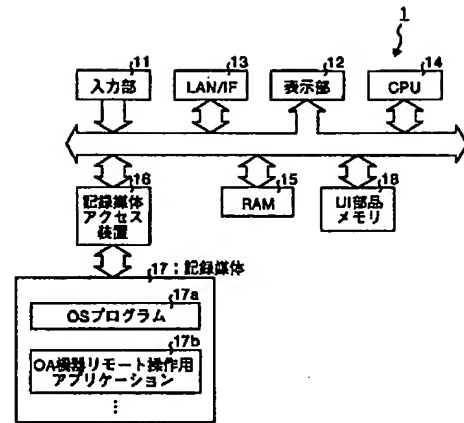 1
11
13
12
14
入力部
LAN/IF
表示部
CPU
16
15
18
記録媒体
アクセス
装置
RAM
UI部品
メモリ
17：記録媒体
17a
OSプログラム
17b
OA機器リモート操作用
アプリケーション
⋮